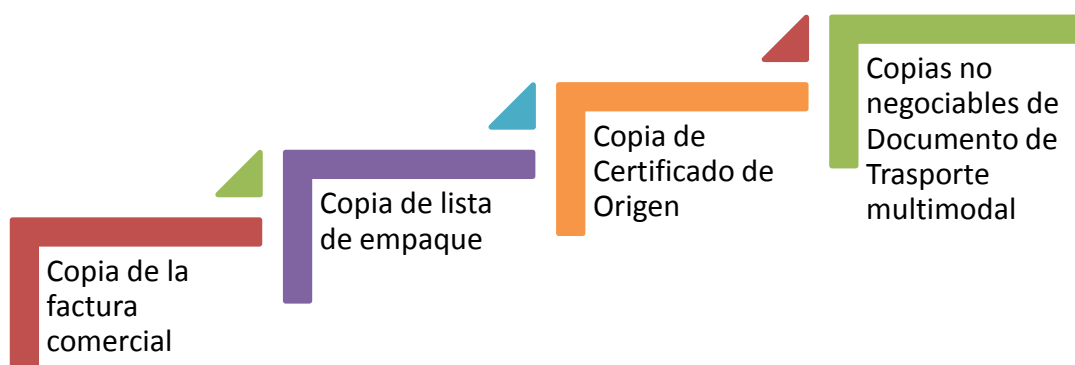 Copia de la
factura
comercial
Copia de lista
de empaque
Copia de
Certificado de
Origen
Copias no
negociables de
Documento de
Trasporte
multimodal